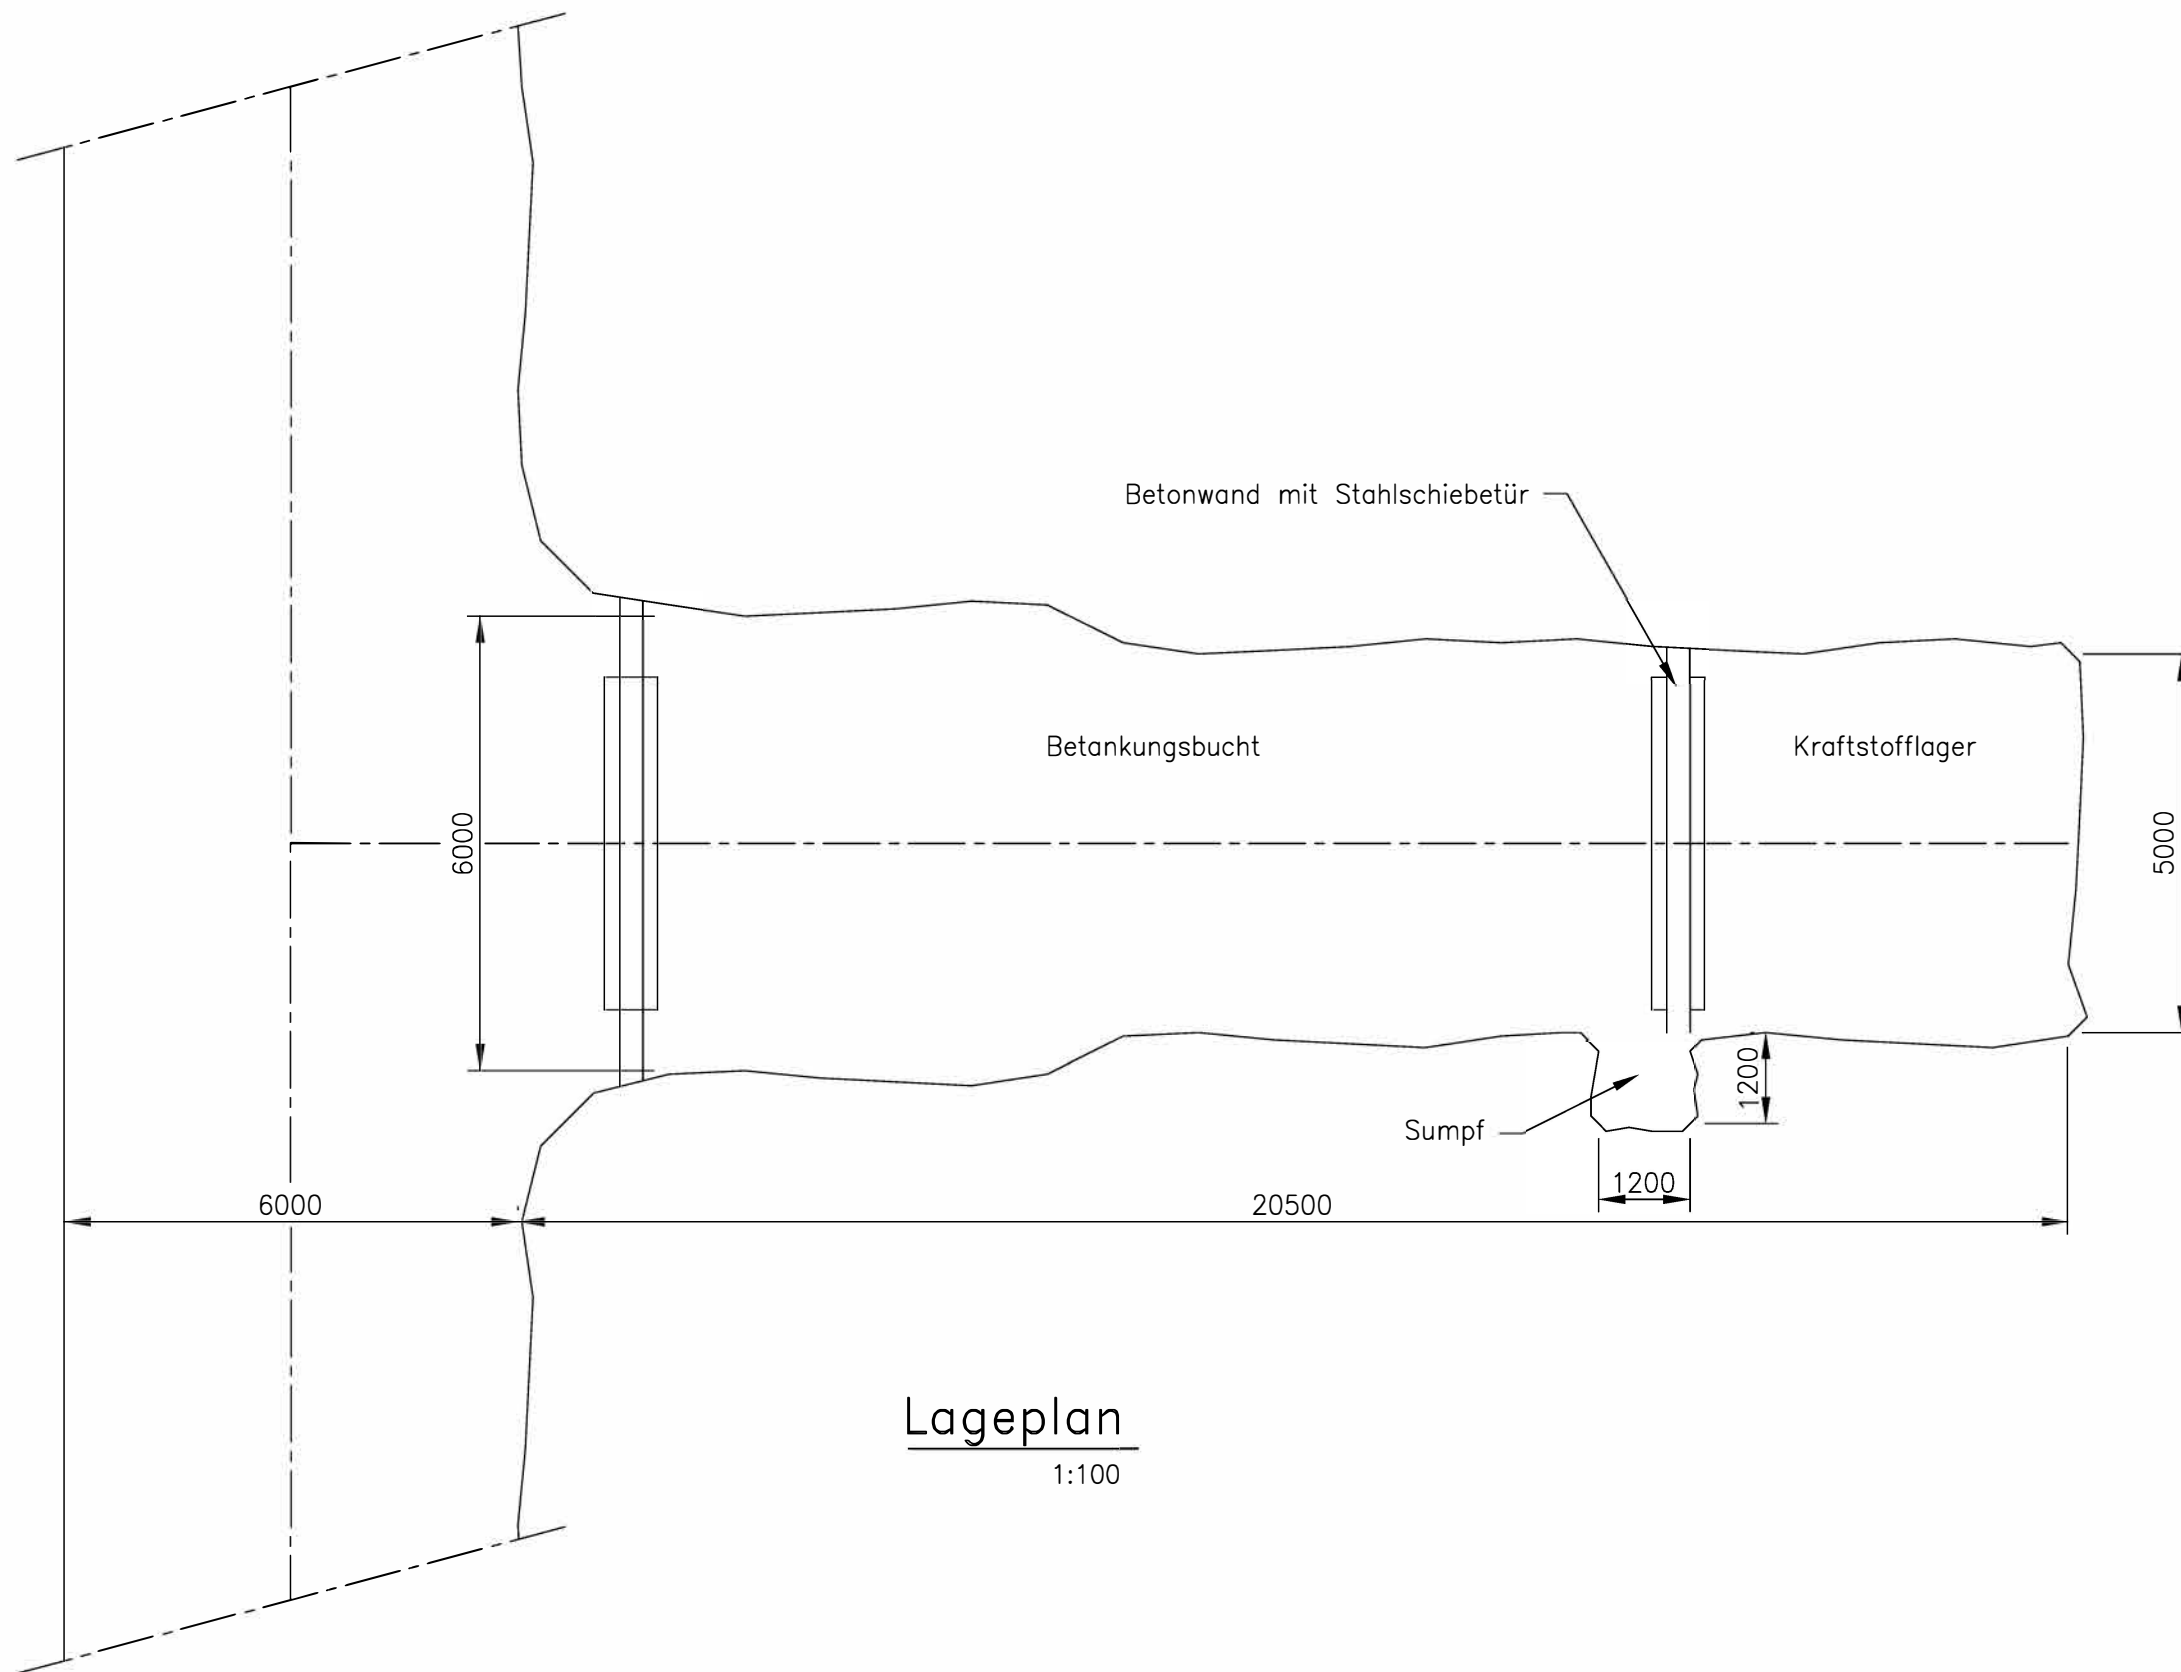 Betonwand mit Stahlschiebetür
Betankungsbucht
Kraftstofflager
6000
5000
1200
Sumpf
1200
6000
20500
Lageplan
1:100